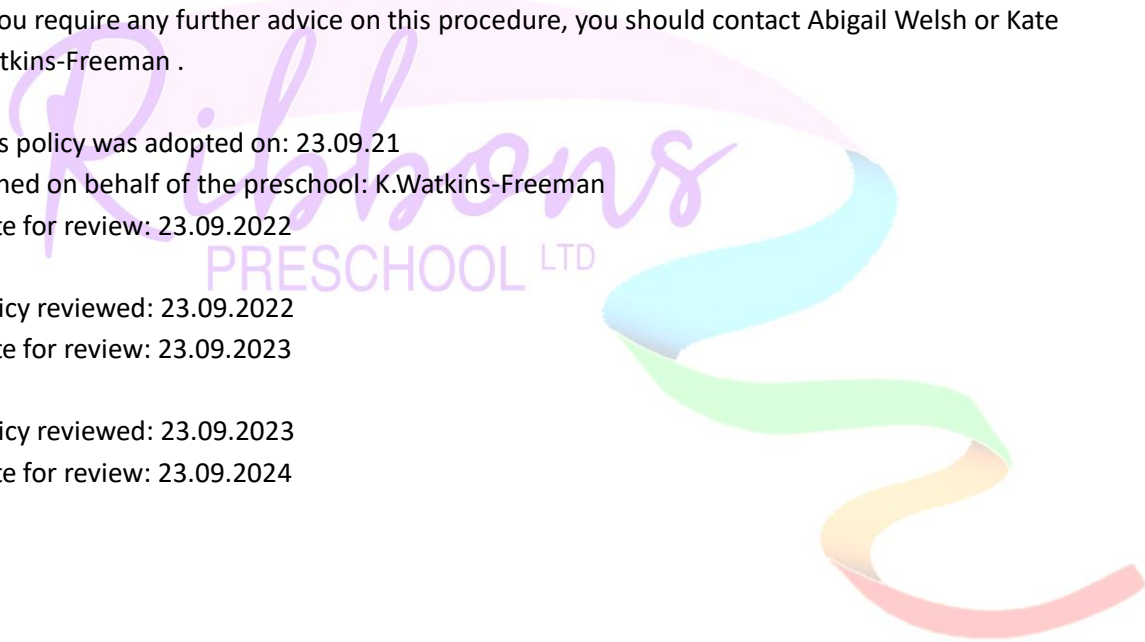 ou require any further advice on this procedure, you should contact Abigail Welsh or Kate
tkins-Freeman .
s policy was adopted on: 23.09.21
ned on behalf of the preschool: K.Watkins-Freeman
te for review: 23.09.2022
icy reviewed: 23.09.2022
te for review: 23.09.2023
icy reviewed: 23.09.2023
te for review: 23.09.2024
Ribbons
PRESCHOOL LTD